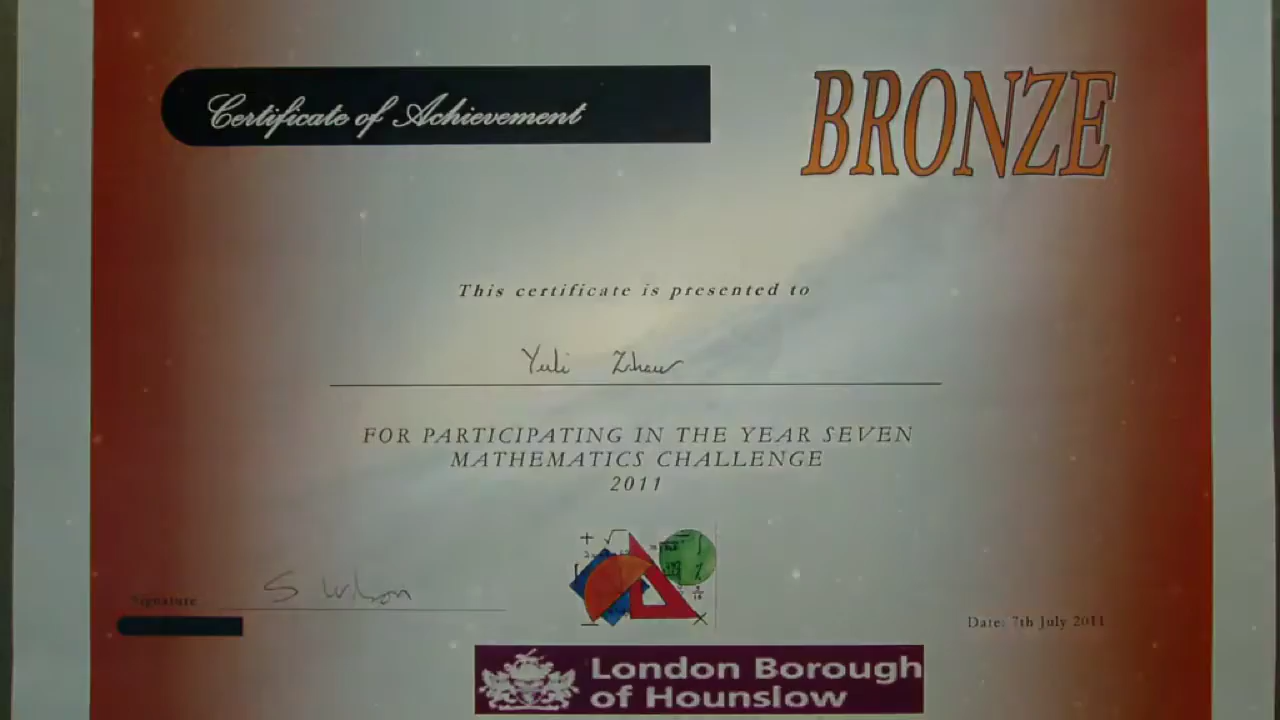 Certificate of Achievement
BRONZE
This certificate is presented to
Yuli
FOR PARTICIPATING IN THE YEAR SEVEN
MATHEMATICS CHALLENGE
2011
Signature
S Wilson
Date: 7th July 2011
London Borough
of Hounslow